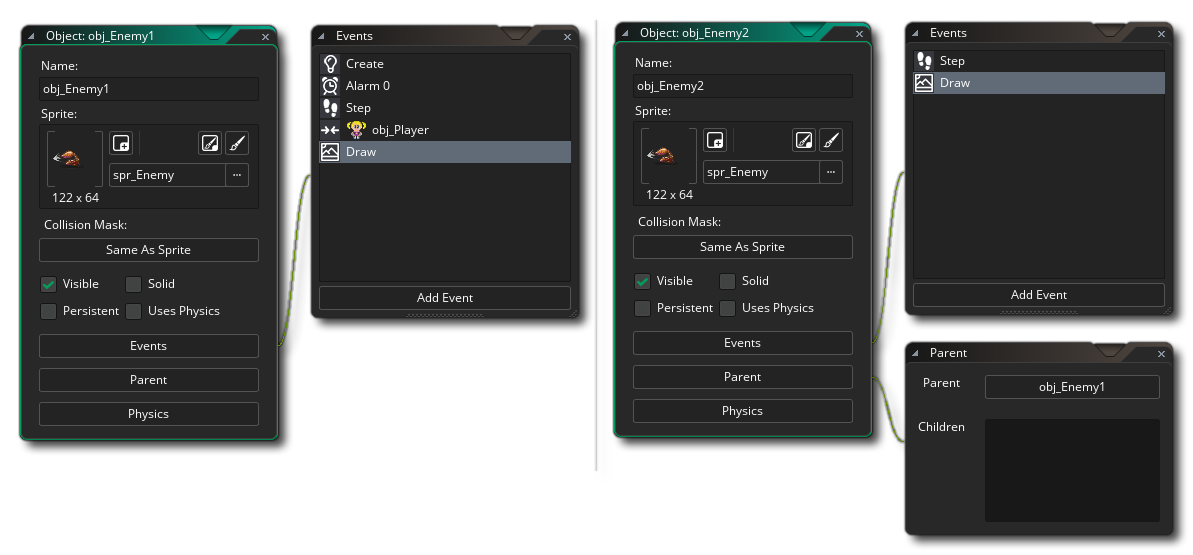 Object: obj_Enemy1
Name:
obj_Enemy1
Sprite:
spr_Enemy
...
122 x 64
Collision Mask:
Same As Sprite
Visible
Solid
Persistent
Uses Physics
Events
Parent
Physics
Events
Create
Alarm 0
Step
obj_Player
Draw
Add Event
Object: obj_Enemy2
Name:
obj_Enemy2
Sprite:
spr_Enemy
...
122 x 64
Collision Mask:
Same As Sprite
Visible
Solid
Persistent
Uses Physics
Events
Parent
Physics
Events
Step
Draw
Add Event
Parent
Parent
obj_Enemy1
Children